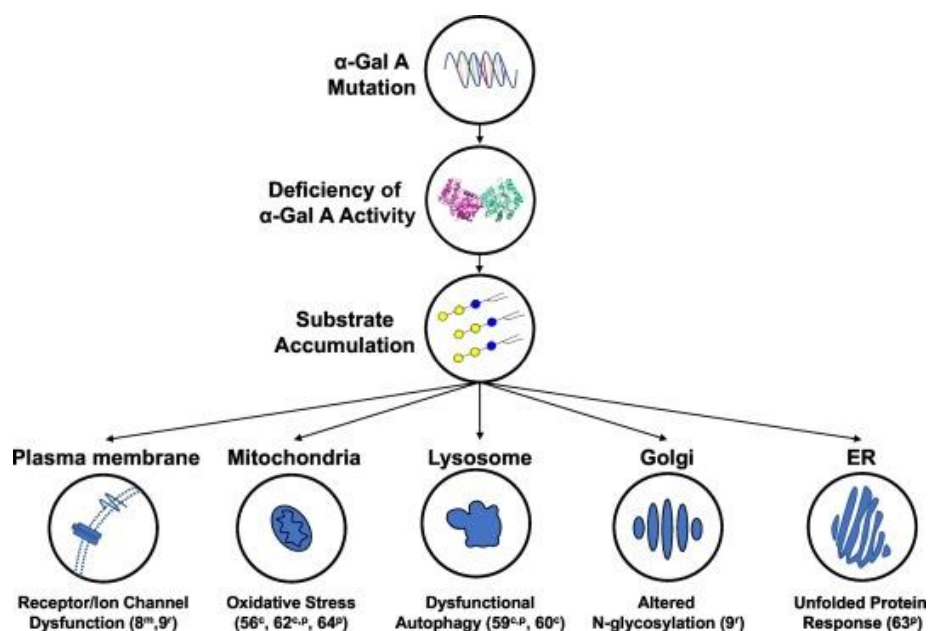 α-Gal A
Mutation
Deficiency of
α-Gal A Activity
Substrate
Accumulation
Plasma membrane
Mitochondria
Lysosome
Golgi
ER
Receptor/Ion Channel
Dysfunction (8ᵐ,9ʳ)
Oxidative Stress
(56ᶜ, 62ᶜ,ᵖ, 64ᵖ)
Dysfunctional
Autophagy (59ᶜ,ᵖ, 60ᶜ)
Altered
N-glycosylation (9ʳ)
Unfolded Protein
Response (63ᵖ)